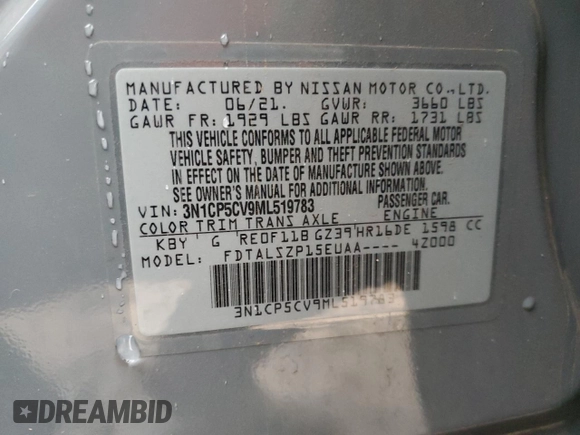 MANUFACTURED BY NISSAN MOTOR CO.,LTD.
DATE: 06/21. GVWR: 3660 LBS
GAWR FR: 1929 LBS GAWR RR: 1731 LBS
THIS VEHICLE CONFORMS TO ALL APPLICABLE FEDERAL MOTOR
VEHICLE SAFETY, BUMPER AND THEFT PREVENTION STANDARDS
IN EFFECT ON THE DATE OF MANUFACTURE SHOWN ABOVE.
SEE OWNER'S MANUAL FOR ADDITIONAL INFORMATION
VIN: 3N1CP5CV9ML519783 PASSENGER CAR.
COLOR TRIM TRANS AXLE ENGINE
KBY G RE0F11B GZ39 HR16DE 1598 CC
MODEL: FDTALSZP15EUAA---- 4Z000
3N1CP5CV9ML519783
DREAMBID